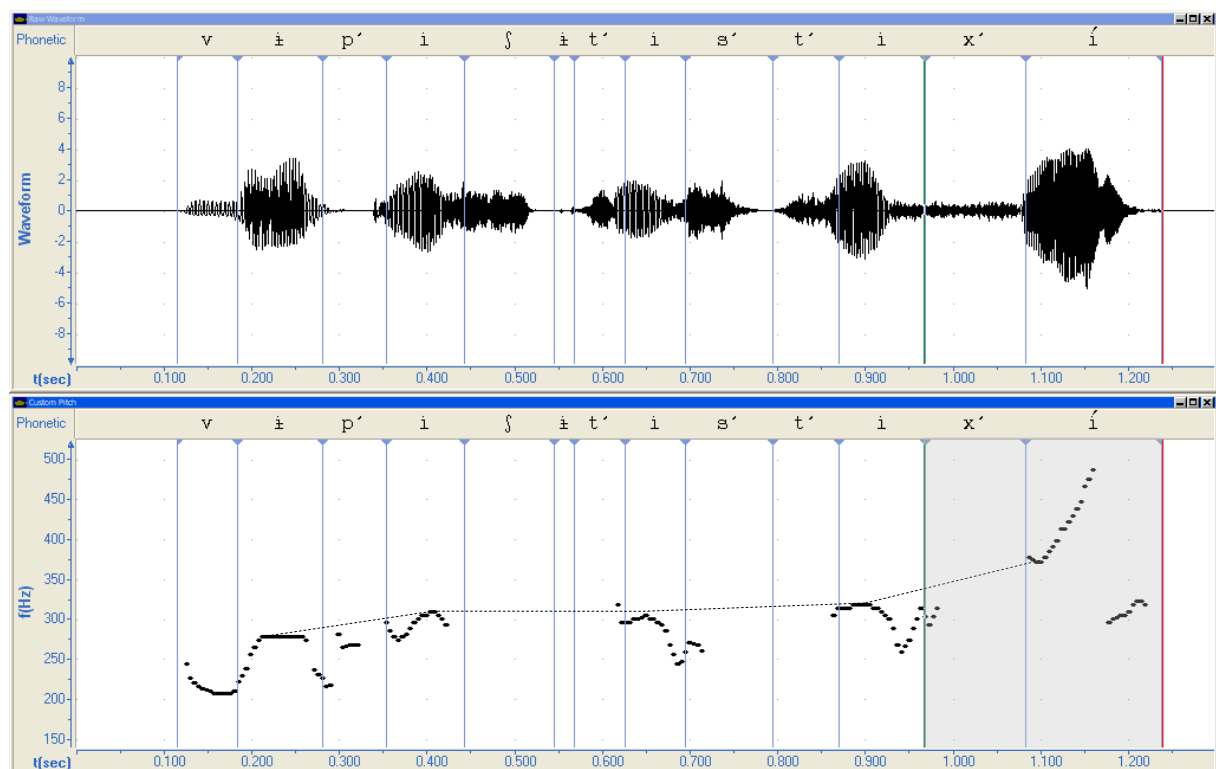 Raw Waveform
Phonetic v ɨ p´ i ʃ ɨ t´ i s´ t´ i x´ í
Waveform
8-
6-
4-
2-
0-
-2-
-4-
-6-
-8-
t(sec) 0.100 0.200 0.300 0.400 0.500 0.600 0.700 0.800 0.900 1.000 1.100 1.200
Custom Pitch
Phonetic v ɨ p´ i ʃ ɨ t´ i s´ t´ i x´ í
f(Hz)
500-
450-
400-
350-
300-
250-
200-
150-
t(sec) 0.100 0.200 0.300 0.400 0.500 0.600 0.700 0.800 0.900 1.000 1.100 1.200